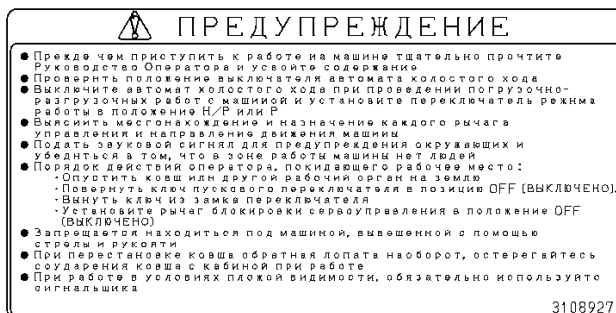 ПРЕДУПРЕЖДЕНИЕ
● Прежде чем приступить к работе на машине тщательно прочтите
Руководство Оператора и усвойте содержание
● Проверить положение выключателя автомата холостого хода
● Выключите автомат холостого хода при проведении погрузочно-
разгрузочных работ с машиной и установите переключатель режима
работы в положение H/P или P
● Выяснить местонахождение и назначение каждого рычага
управления и направление движения машины
● Подать звуковой сигнал для предупреждения окружающих и
убедиться в том, что в зоне работы машины нет людей
● Порядок действий оператора, покидающего рабочее место:
·Опустить ковш или другой рабочий орган на землю
·Повернуть ключ пускового переключателя в позицию OFF (ВЫКЛЮЧЕНО).
·Вынуть ключ из замка переключателя
·Установите рычаг блокировки сервоуправления в положение OFF
(ВЫКЛЮЧЕНО)
● Запрещается находиться под машиной, вывешенной с помощью
стрелы и рукояти
● При перестановке ковша обратная лопата наоборот, остерегайтесь
соударения ковша с кабиной при работе
● При работе в условиях плохой видимости, обязательно используйте
сигнальщика
3108927